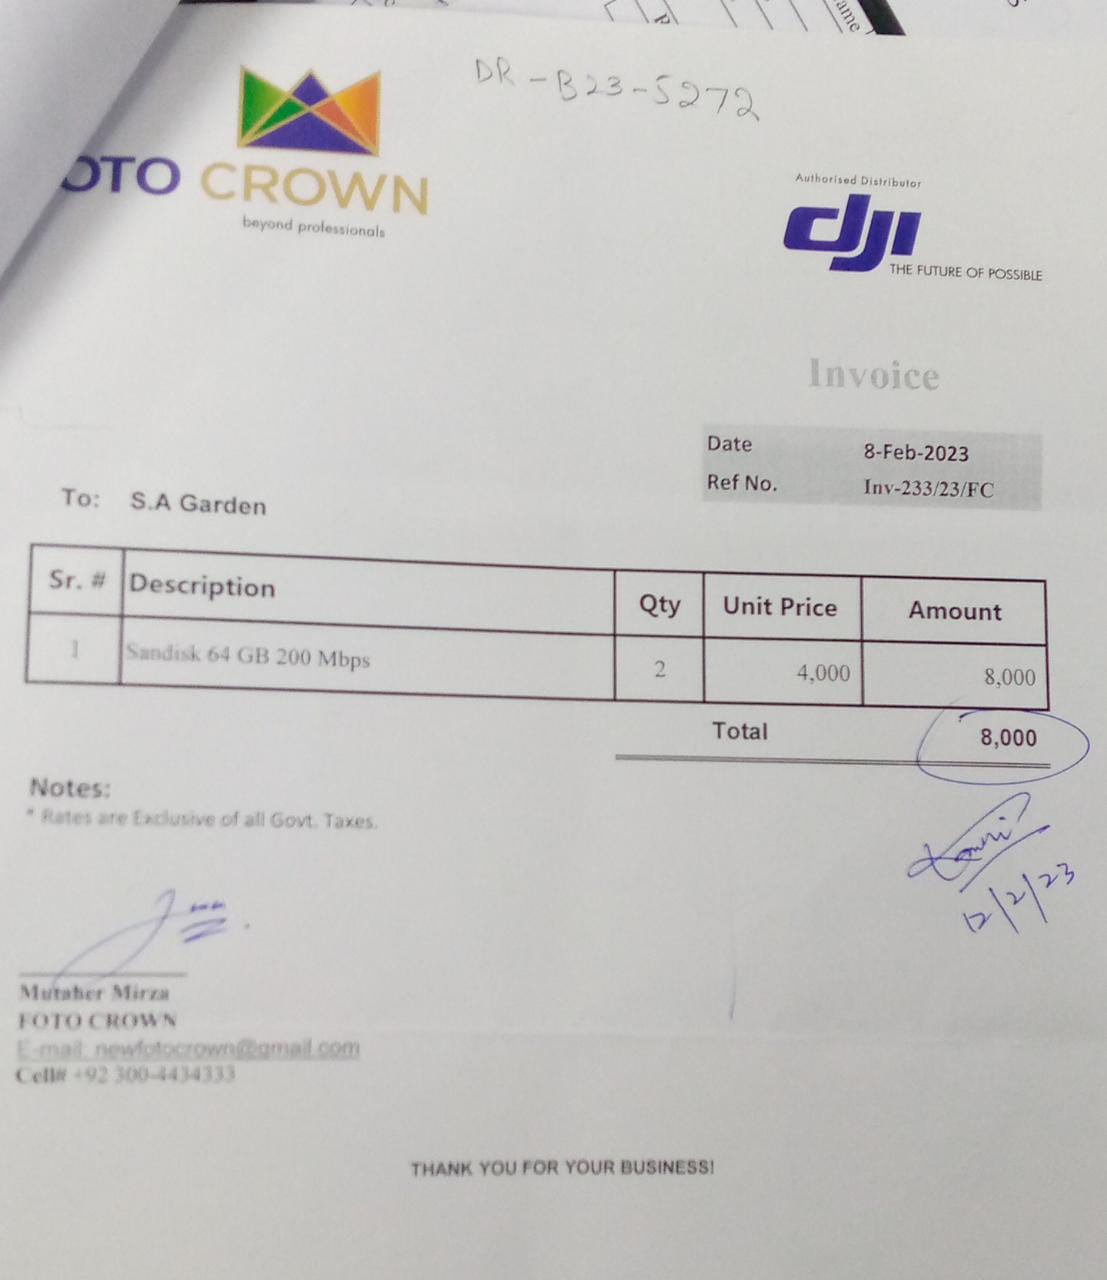 ame
DR-B23-5272
OTO CROWN
beyond professionals
Authorised Distributor
dji
THE FUTURE OF POSSIBLE
Invoice
Date 8-Feb-2023
Ref No. Inv-233/23/FC
To: S.A Garden
Sr. # Description Qty Unit Price Amount
1 Sandisk 64 GB 200 Mbps 2 4,000 8,000
Total 8,000
Notes:
* Rates are Exclusive of all Govt. Taxes.
12/2/23
Mutaher Mirza
FOTO CROWN
E-mail: newfotocrown@gmail.com
Cell# +92 300-4434333
THANK YOU FOR YOUR BUSINESS!